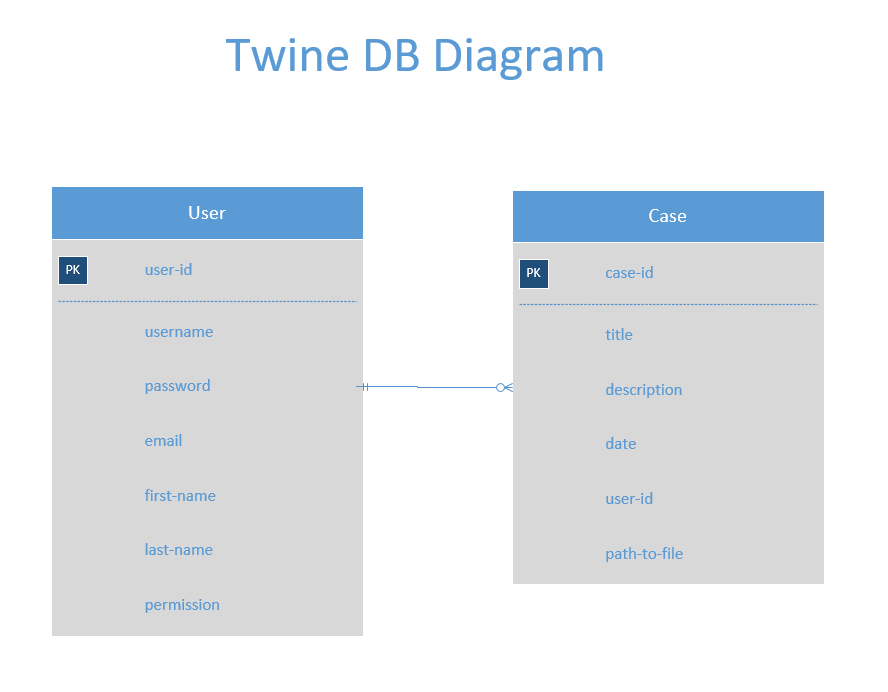 Twine DB Diagram
User
PK user-id
username
password
email
first-name
last-name
permission
Case
PK case-id
title
description
date
user-id
path-to-file